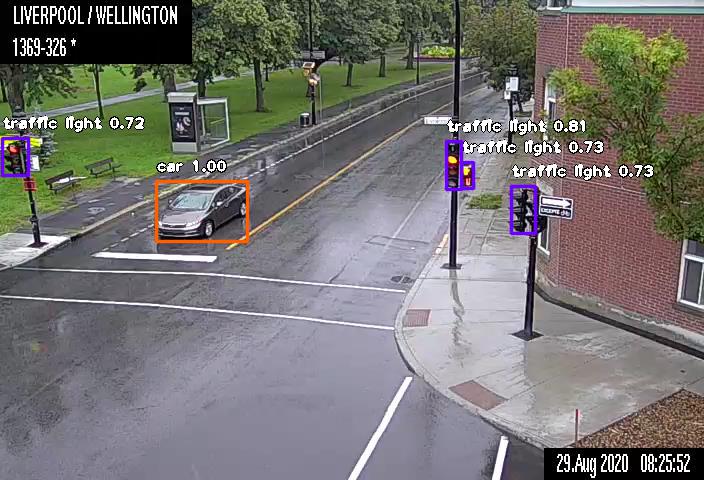 LIVERPOOL / WELLINGTON
1369-326 *
traffic light 0.72
traffic light 0.81
traffic light 0.73
traffic light 0.73
car 1.00
29.Aug 2020 08:25:52